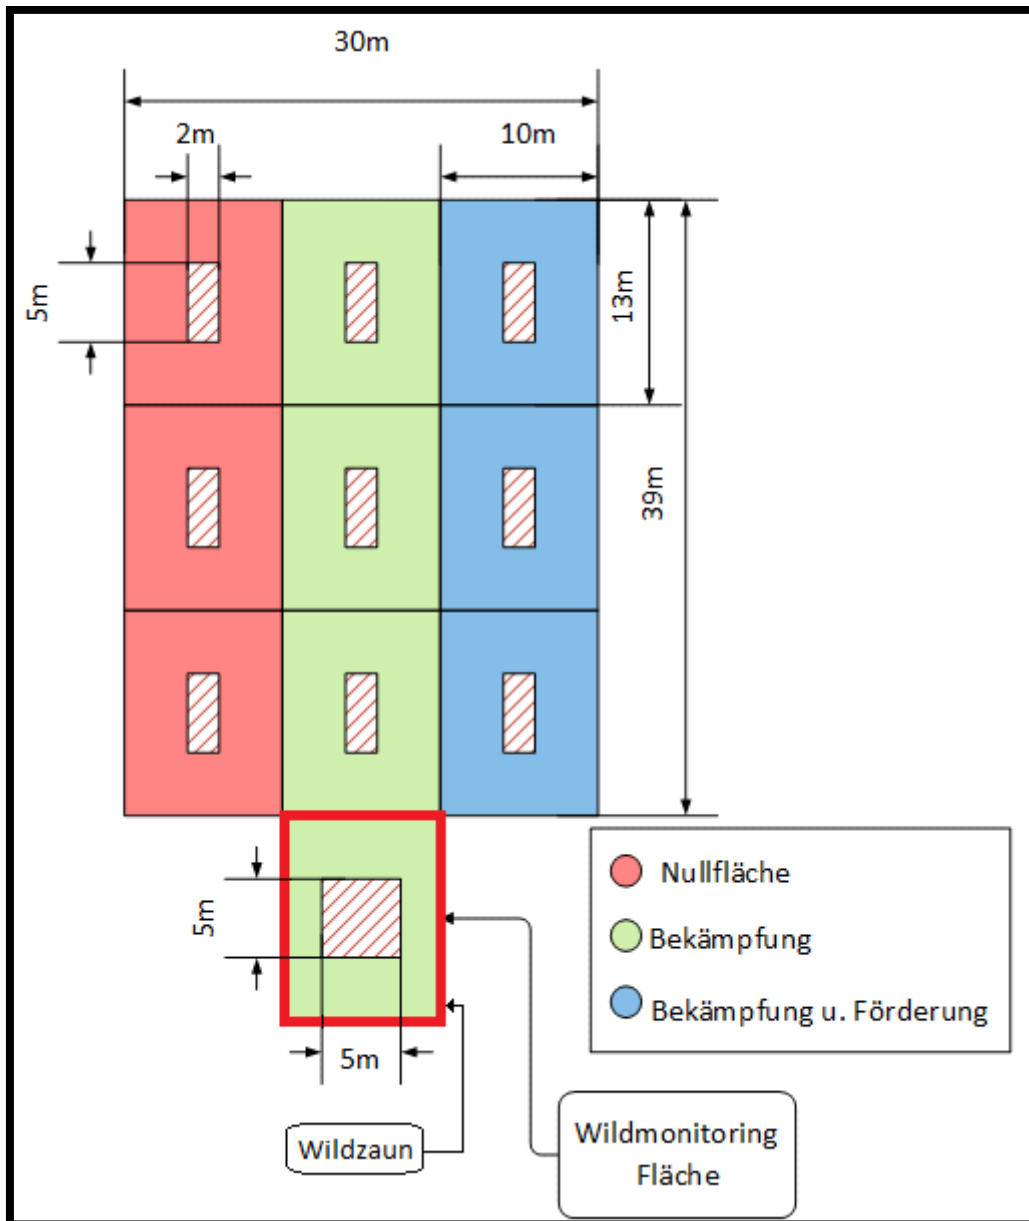 30m
2m
10m
5m
13m
39m
5m
5m
Nullfläche
Bekämpfung
Bekämpfung u. Förderung
Wildzaun
Wildmonitoring
Fläche